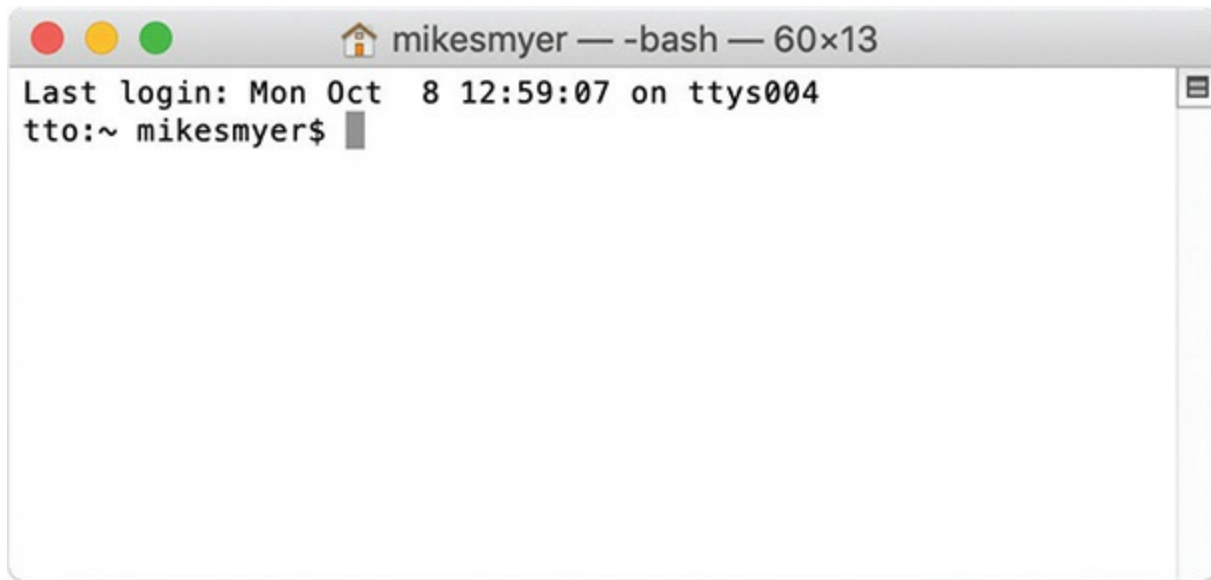 mikesmyer — -bash — 60×13
Last login: Mon Oct  8 12:59:07 on ttys004
tto:~ mikesmyer$